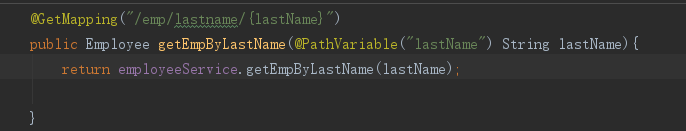 @GetMapping("/emp/lastname/{lastName}")
public Employee getEmpByLastName(@PathVariable("lastName") String lastName){
return employeeService.getEmpByLastName(lastName);
}